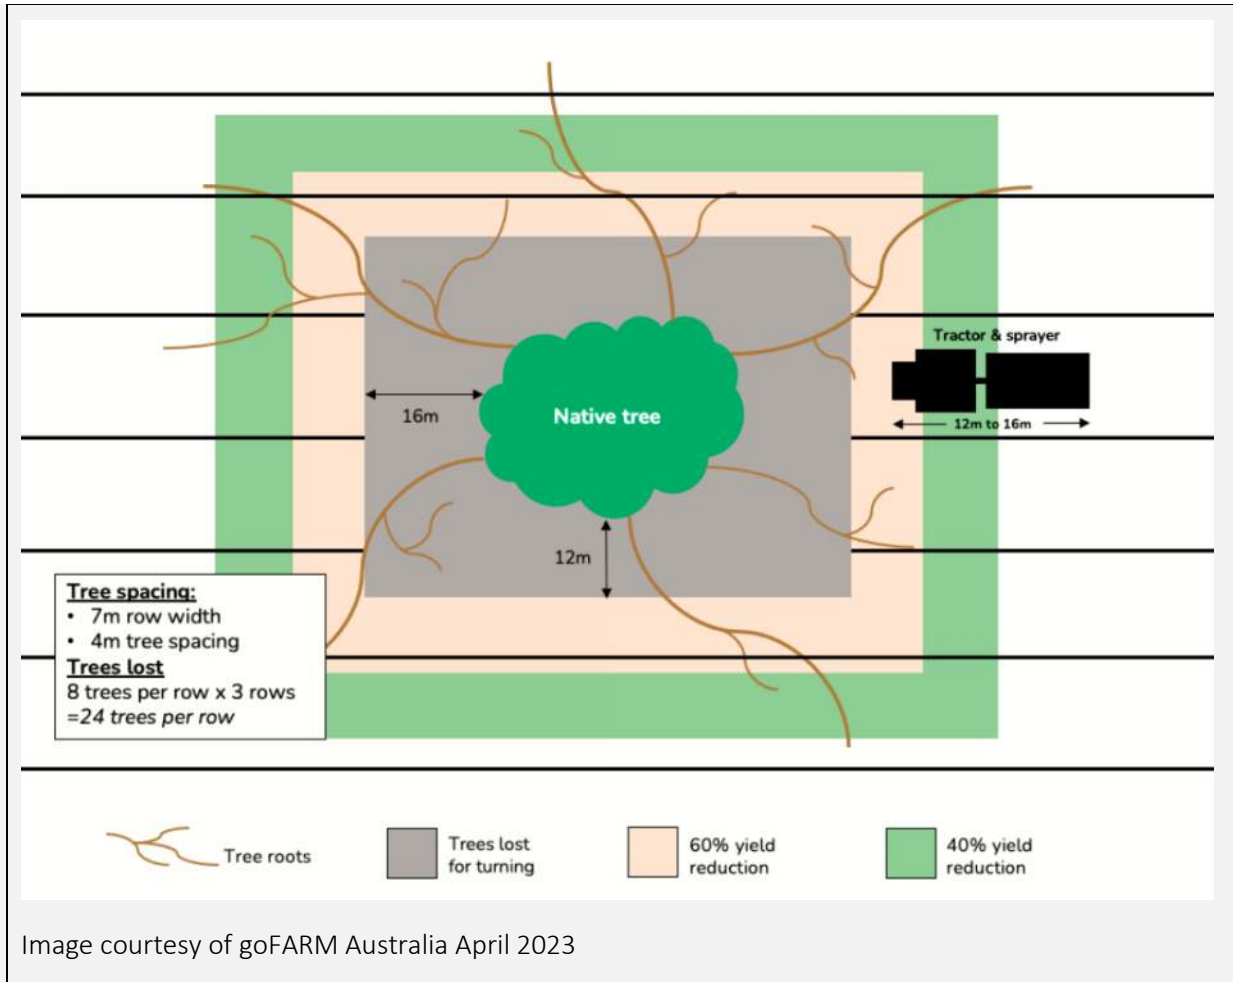 Tractor & sprayer
16m
Native tree
12m to 16m
12m
Tree spacing:
• 7m row width
• 4m tree spacing
Trees lost
8 trees per row x 3 rows
=24 trees per row
Tree roots
Trees lost
for turning
60% yield
reduction
40% yield
reduction
Image courtesy of goFARM Australia April 2023